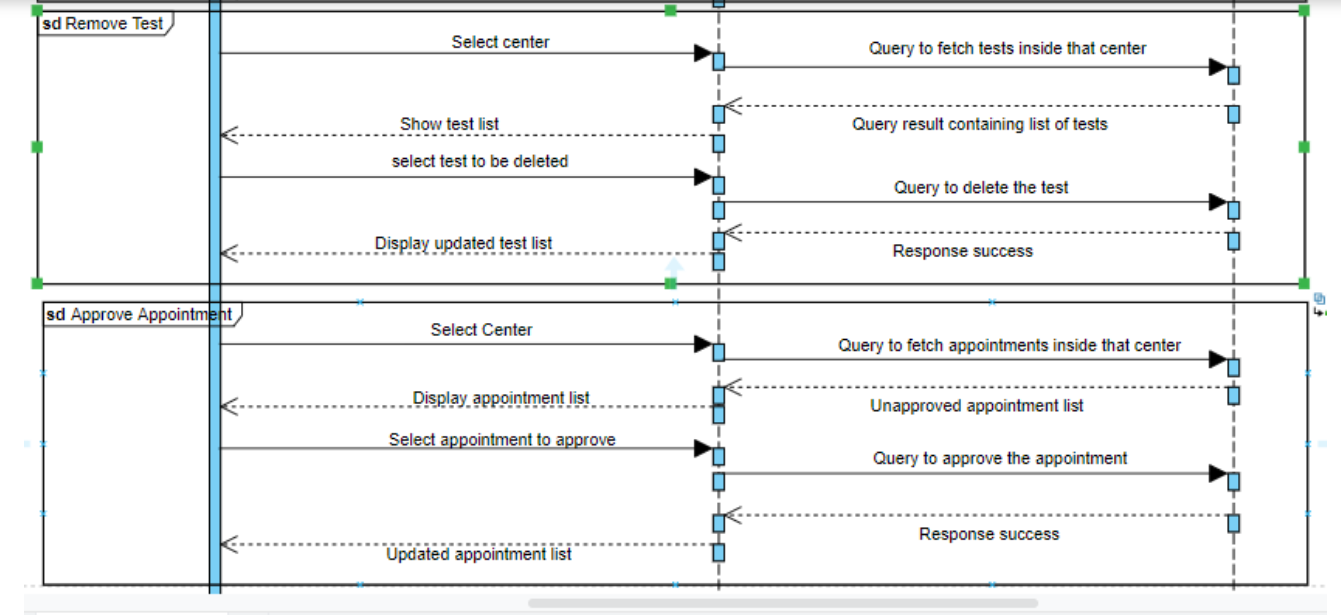 sd Remove Test
Select center
Query to fetch tests inside that center
Show test list
Query result containing list of tests
select test to be deleted
Query to delete the test
Display updated test list
Response success
sd Approve Appointment
Select Center
Query to fetch appointments inside that center
Display appointment list
Unapproved appointment list
Select appointment to approve
Query to approve the appointment
Response success
Updated appointment list